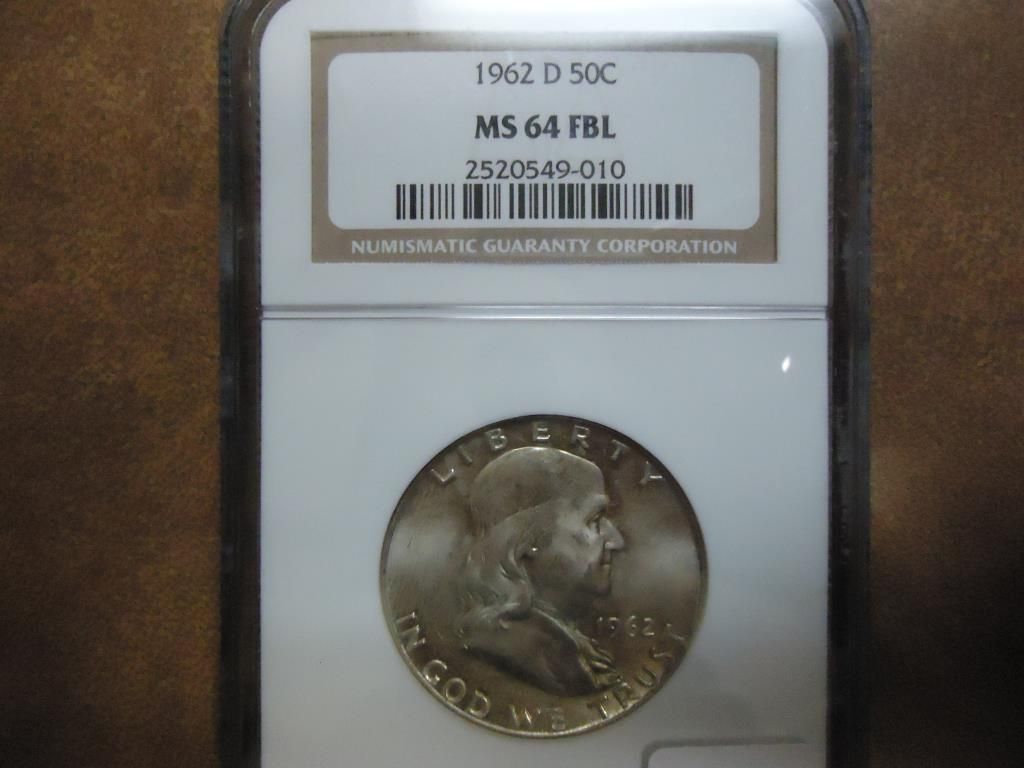 1962 D 50C
MS 64 FBL
2520549-010
NUMISMATIC GUARANTY CORPORATION
LIBERTY
1962
IN GOD WE TRUST